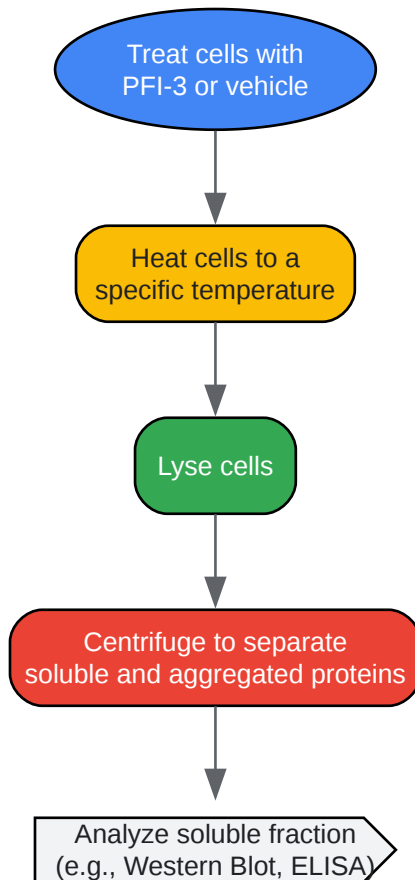 Treat cells with
PFI-3 or vehicle
Heat cells to a
specific temperature
Lyse cells
Centrifuge to separate
soluble and aggregated proteins
Analyze soluble fraction
(e.g., Western Blot, ELISA)